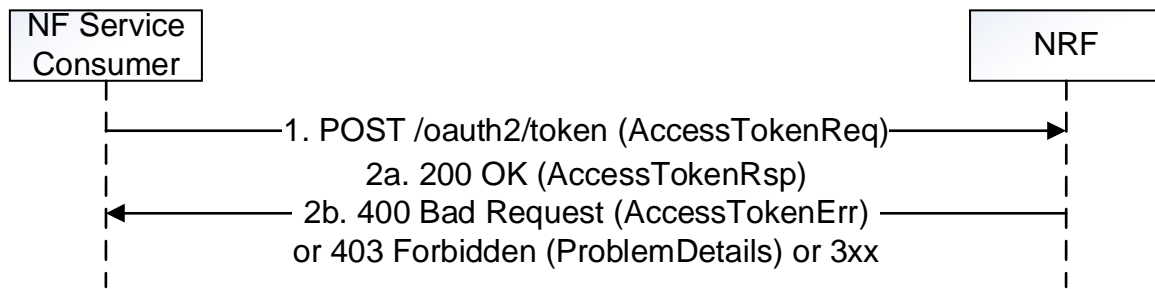 NF Service
Consumer
NRF
1. POST /oauth2/token (AccessTokenReq)
2a. 200 OK (AccessTokenRsp)
2b. 400 Bad Request (AccessTokenErr)
or 403 Forbidden (ProblemDetails) or 3xx